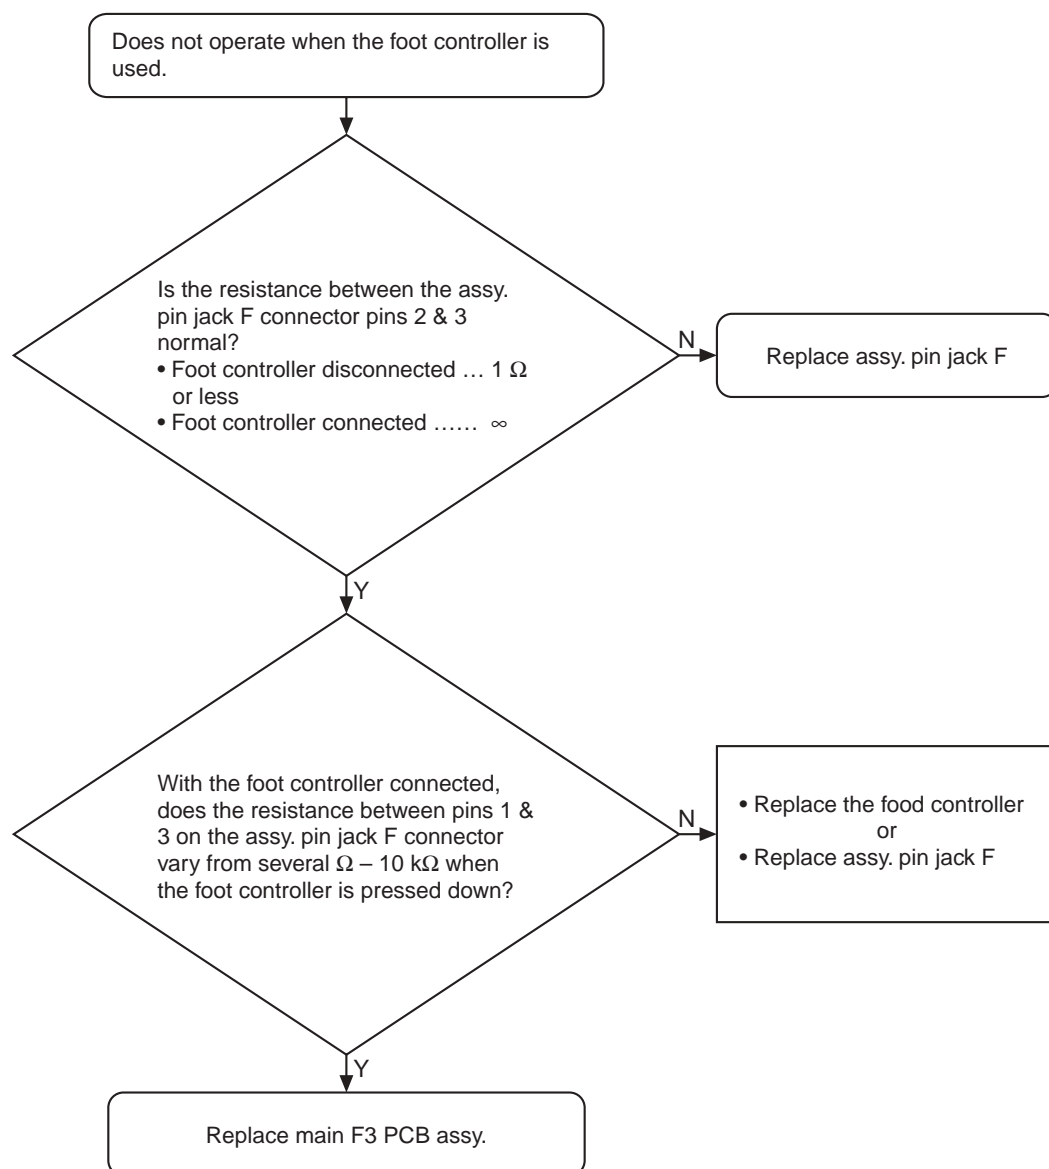 Does not operate when the foot controller is
used.
Is the resistance between the assy.
pin jack F connector pins 2 & 3
normal?
• Foot controller disconnected … 1 Ω
or less
• Foot controller connected …… ∞
N
Replace assy. pin jack F
Y
With the foot controller connected,
does the resistance between pins 1 &
3 on the assy. pin jack F connector
vary from several Ω – 10 kΩ when
the foot controller is pressed down?
N
• Replace the food controller
or
• Replace assy. pin jack F
Y
Replace main F3 PCB assy.